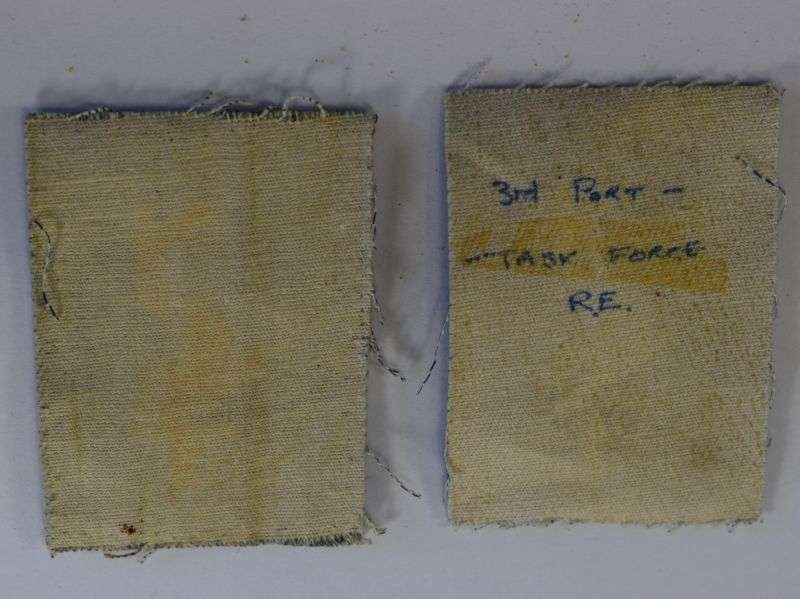 3rd PORT -
- TASK FORCE
R.E.